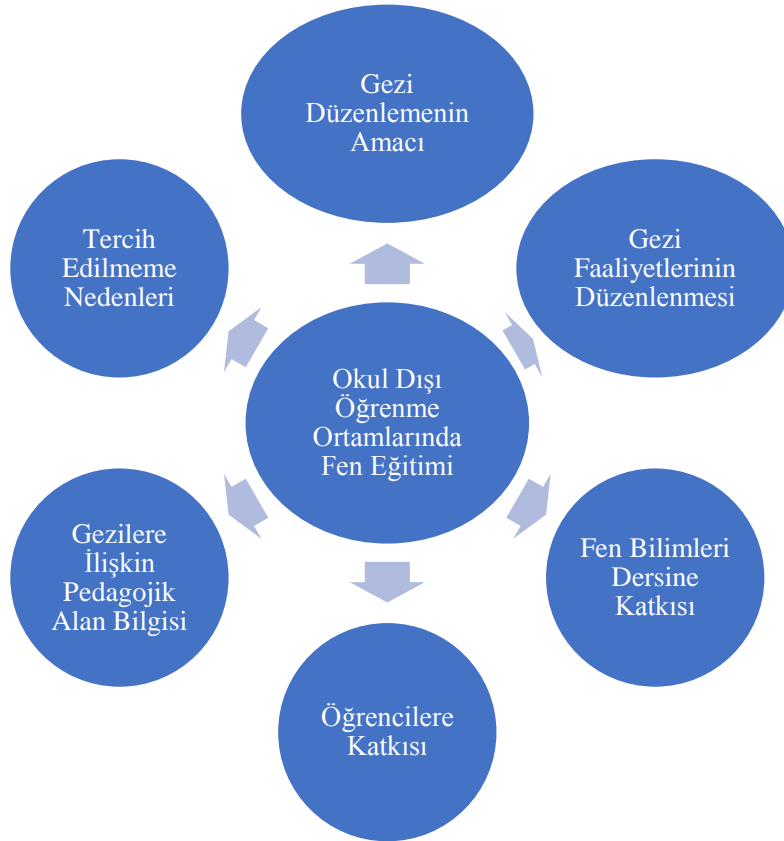 Gezi
Düzenlemenin
Amacı
Gezi
Faaliyetlerinin
Düzenlenmesi
Fen Bilimleri
Dersine
Katkısı
Öğrencilere
Katkısı
Gezilere
İlişkin
Pedagojik
Alan Bilgisi
Tercih
Edilmeme
Nedenleri
Okul Dışı
Öğrenme
Ortamlarında
Fen Eğitimi